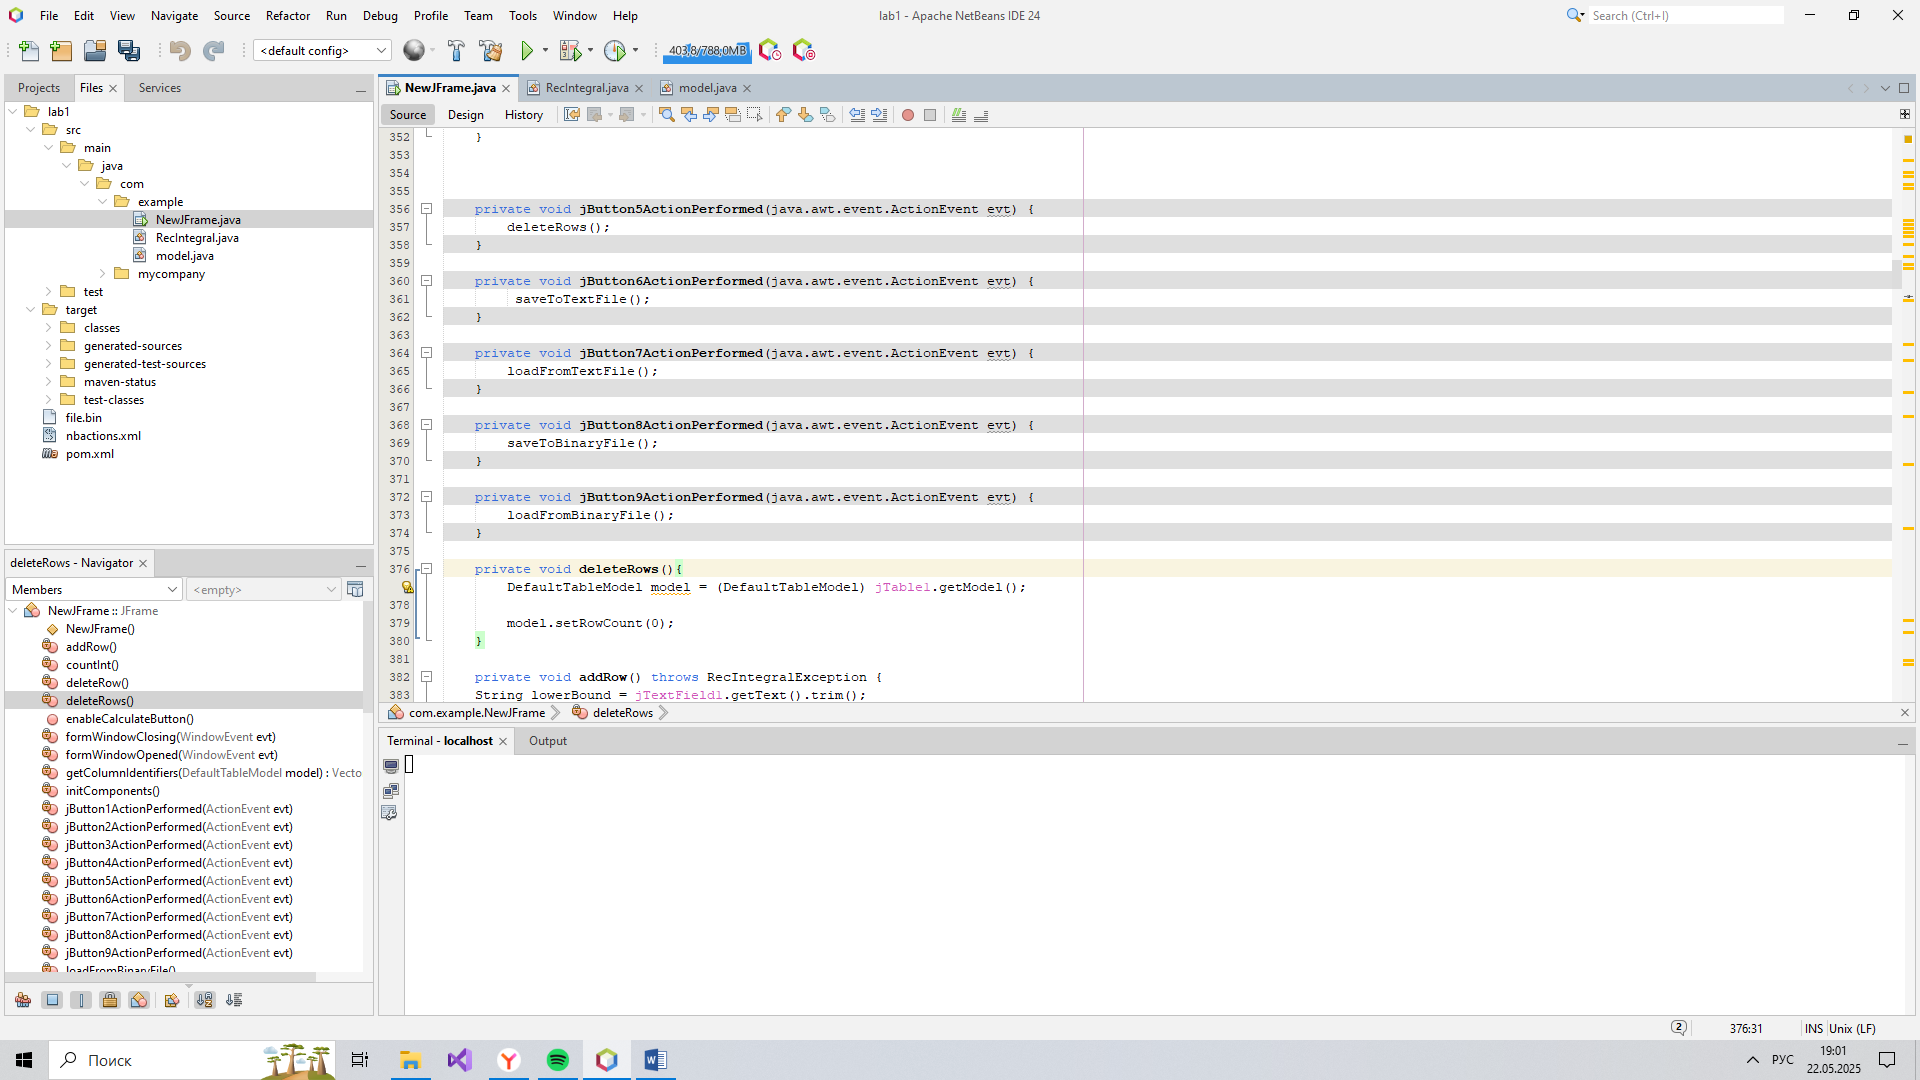 File Edit View Navigate Source Refactor Run Debug Profile Team Tools Window Help
lab1 - Apache NetBeans IDE 24
Search (Ctrl+I)
<default config>
403,8/788,0MB
Projects Files Services
lab1
src
main
java
com
example
NewJFrame.java
RecIntegral.java
model.java
mycompany
test
target
classes
generated-sources
generated-test-sources
maven-status
test-classes
file.bin
nbactions.xml
pom.xml
deleteRows - Navigator
Members
<empty>
NewJFrame :: JFrame
NewJFrame()
addRow()
countInt()
deleteRow()
deleteRows()
enableCalculateButton()
formWindowClosing(WindowEvent evt)
formWindowOpened(WindowEvent evt)
getColumnIdentifiers(DefaultTableModel model) : Vecto
initComponents()
jButton1ActionPerformed(ActionEvent evt)
jButton2ActionPerformed(ActionEvent evt)
jButton3ActionPerformed(ActionEvent evt)
jButton4ActionPerformed(ActionEvent evt)
jButton5ActionPerformed(ActionEvent evt)
jButton6ActionPerformed(ActionEvent evt)
jButton7ActionPerformed(ActionEvent evt)
jButton8ActionPerformed(ActionEvent evt)
jButton9ActionPerformed(ActionEvent evt)
loadFromBinaryFile()
NewJFrame.java RecIntegral.java model.java
Source Design History
352 }
353
354
355
356 private void jButton5ActionPerformed(java.awt.event.ActionEvent evt) {
357 deleteRows();
358 }
359
360 private void jButton6ActionPerformed(java.awt.event.ActionEvent evt) {
361 saveToTextFile();
362 }
363
364 private void jButton7ActionPerformed(java.awt.event.ActionEvent evt) {
365 loadFromTextFile();
366 }
367
368 private void jButton8ActionPerformed(java.awt.event.ActionEvent evt) {
369 saveToBinaryFile();
370 }
371
372 private void jButton9ActionPerformed(java.awt.event.ActionEvent evt) {
373 loadFromBinaryFile();
374 }
375
376 private void deleteRows(){
DefaultTableModel model = (DefaultTableModel) jTable1.getModel();
378
379 model.setRowCount(0);
380 }
381
382 private void addRow() throws RecIntegralException {
383 String lowerBound = jTextField1.getText().trim();
com.example.NewJFrame deleteRows
Terminal - localhost Output
2 376:31 INS Unix (LF)
Поиск
РУС
19:01
22.05.2025